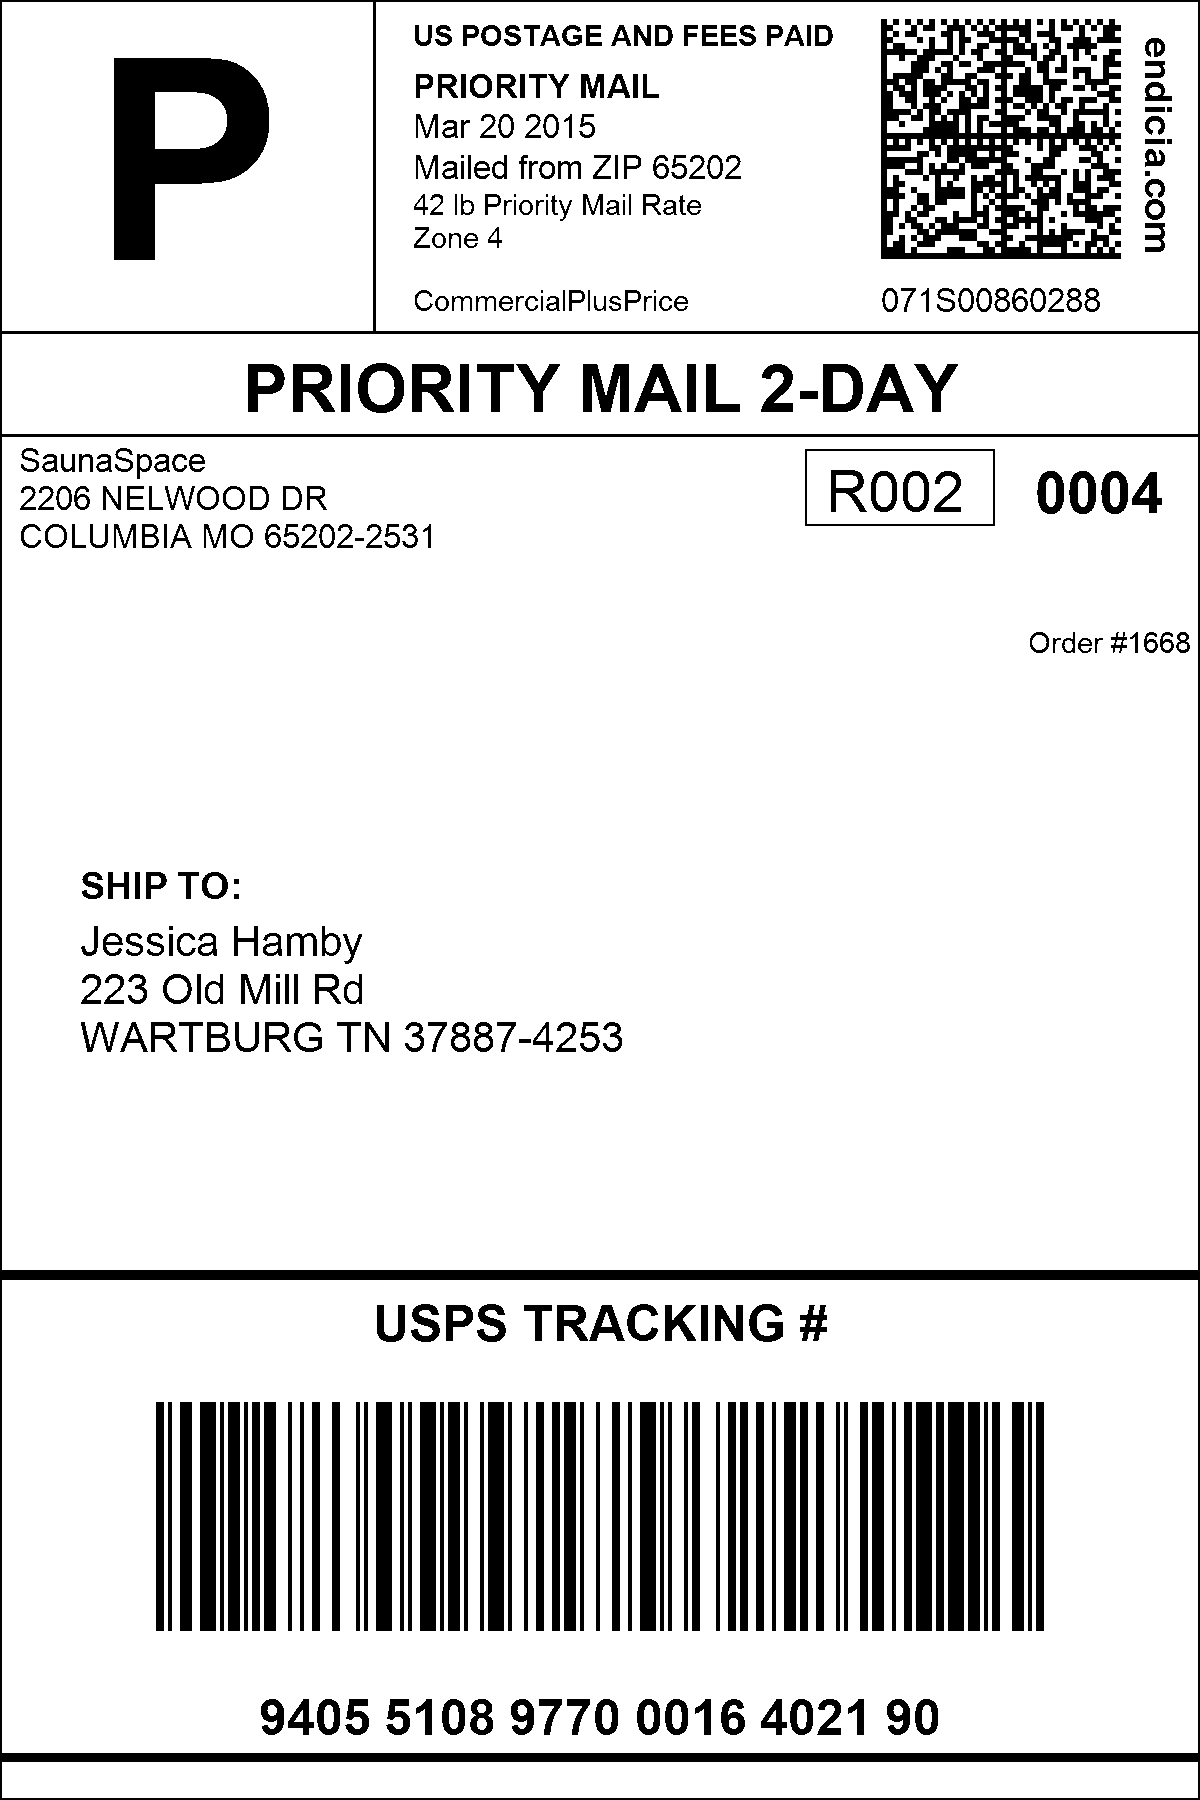 P
US POSTAGE AND FEES PAID
PRIORITY MAIL
Mar 20 2015
Mailed from ZIP 65202
42 lb Priority Mail Rate
Zone 4
CommercialPlusPrice
071S00860288
endicia.com
PRIORITY MAIL 2-DAY
SaunaSpace
2206 NELWOOD DR
COLUMBIA MO 65202-2531
R002
0004
Order #1668
SHIP TO:
Jessica Hamby
223 Old Mill Rd
WARTBURG TN 37887-4253
USPS TRACKING #
9405 5108 9770 0016 4021 90